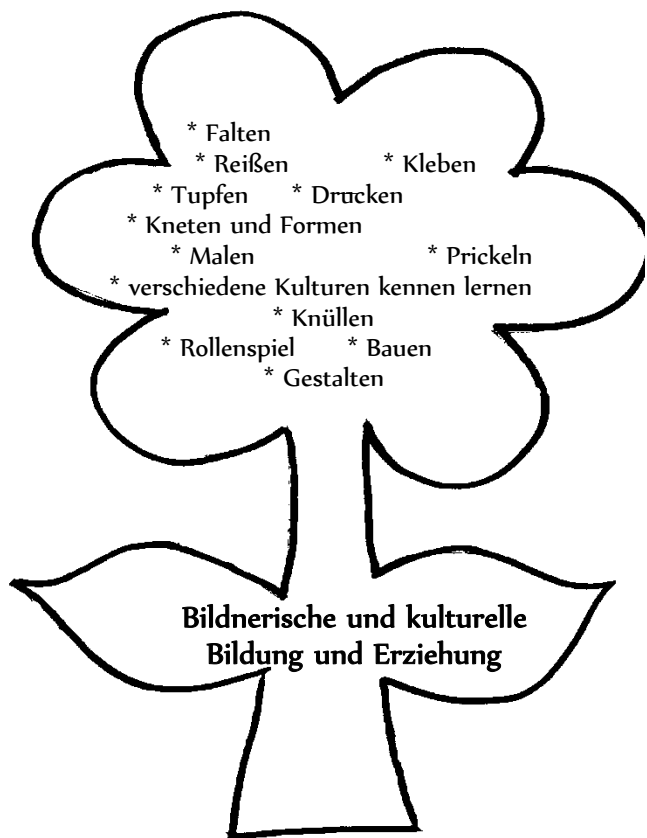 * Falten
* Reißen * Kleben
* Tupfen * Drucken
* Kneten und Formen
* Malen * Prickeln
* verschiedene Kulturen kennen lernen
* Knüllen
* Rollenspiel * Bauen
* Gestalten
Bildnerische und kulturelle
Bildung und Erziehung